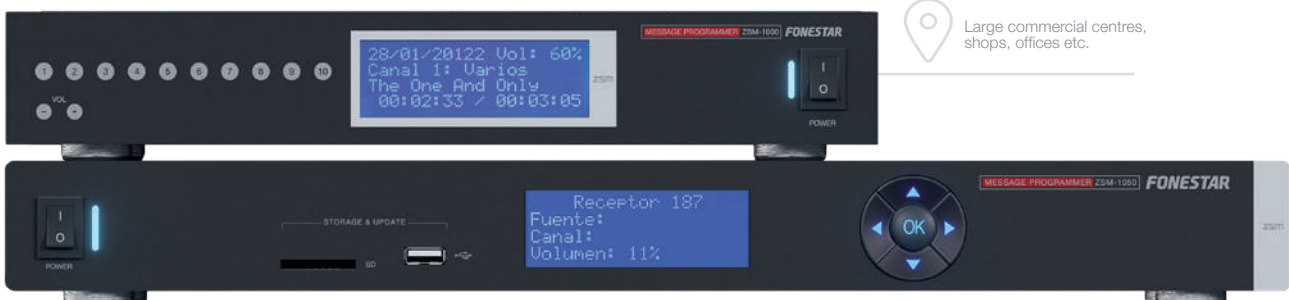 MESSAGE PROGRAMMER ZSM-1000 FONESTAR
Large commercial centres,
shops, offices etc.
1 2 3 4 5 6 7 8 9 10
VOL
- +
28/01/20122 Vol: 60%
Canal 1: Varios
The One And Only
00:02:33 / 00:03:05
zsm
I
O
POWER
MESSAGE PROGRAMMER ZSM-1050 FONESTAR
I
O
POWER
STORAGE & UPDATE
SD
Receptor 187
Fuente:
Canal:
Volumen: 11%
OK
zsm